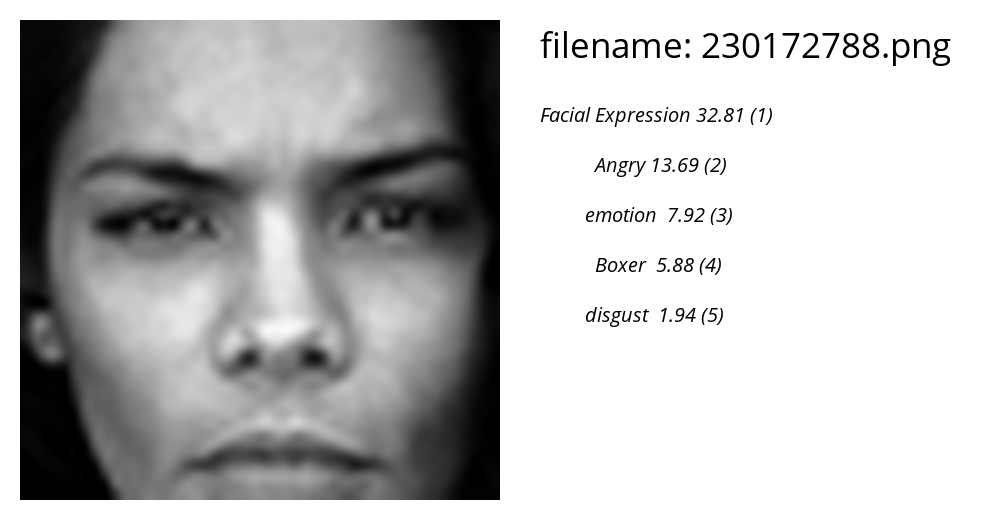 filename: 230172788.png
Facial Expression 32.81 (1)
Angry 13.69 (2)
emotion 7.92 (3)
Boxer 5.88 (4)
disgust 1.94 (5)